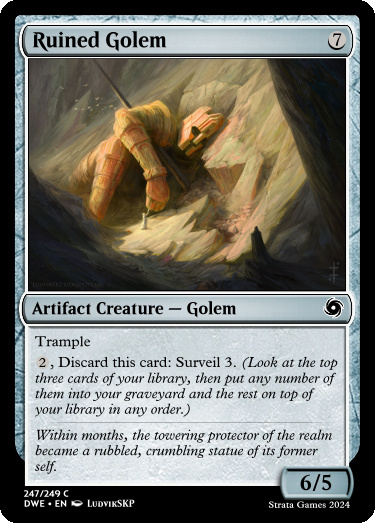 Ruined Golem 7
Artifact Creature — Golem
Trample
2, Discard this card: Surveil 3. (Look at the top
three cards of your library, then put any number of
them into your graveyard and the rest on top of
your library in any order.)
Within months, the towering protector of the realm
became a rubbled, crumbling statue of its former
self.
6/5
247/249 C
DWE • EN LudvikSKP
Strata Games 2024